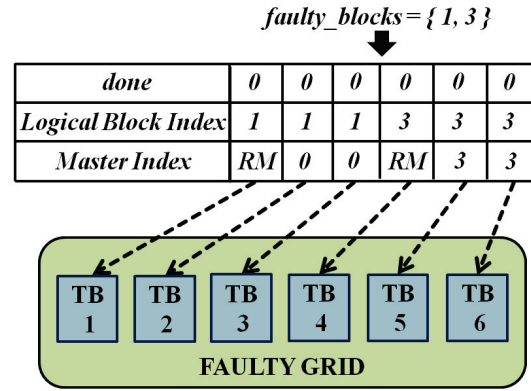 faulty_blocks = { 1, 3 }
done 0 0 0 0 0 0
Logical Block Index 1 1 1 3 3 3
Master Index RM 0 0 RM 3 3
TB TB TB TB TB TB
1 2 3 4 5 6
FAULTY GRID